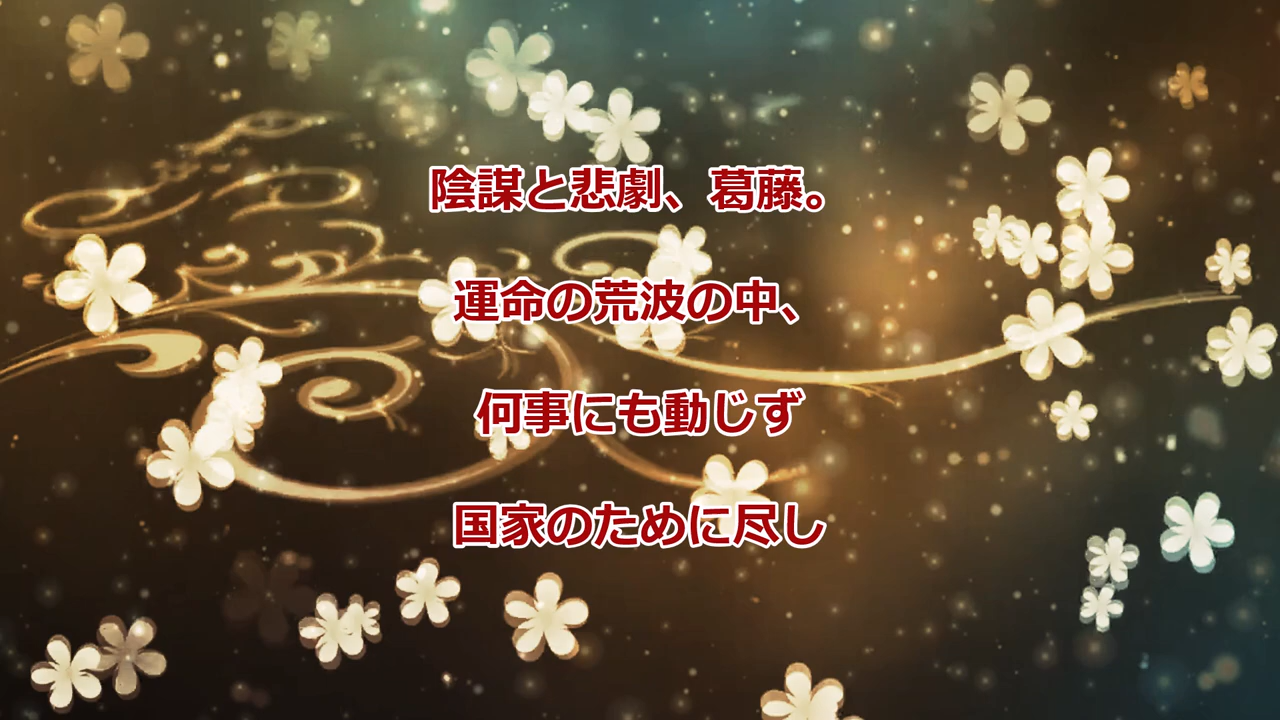 陰謀と悲劇、葛藤。
運命の荒波の中、
何事にも動じず
国家のために尽し